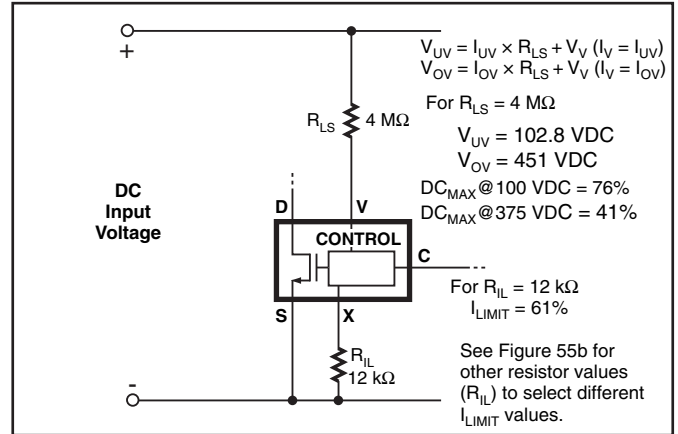 +
DC
Input
Voltage
-
R_LS 4 MΩ
D
V
CONTROL
C
S
X
R_IL
12 kΩ
V_UV = I_UV × R_LS + V_V (I_V = I_UV)
V_OV = I_OV × R_LS + V_V (I_V = I_OV)
For R_LS = 4 MΩ
V_UV = 102.8 VDC
V_OV = 451 VDC
DC_MAX@100 VDC = 76%
DC_MAX@375 VDC = 41%
For R_IL = 12 kΩ
I_LIMIT = 61%
See Figure 55b for
other resistor values
(R_IL) to select different
I_LIMIT values.